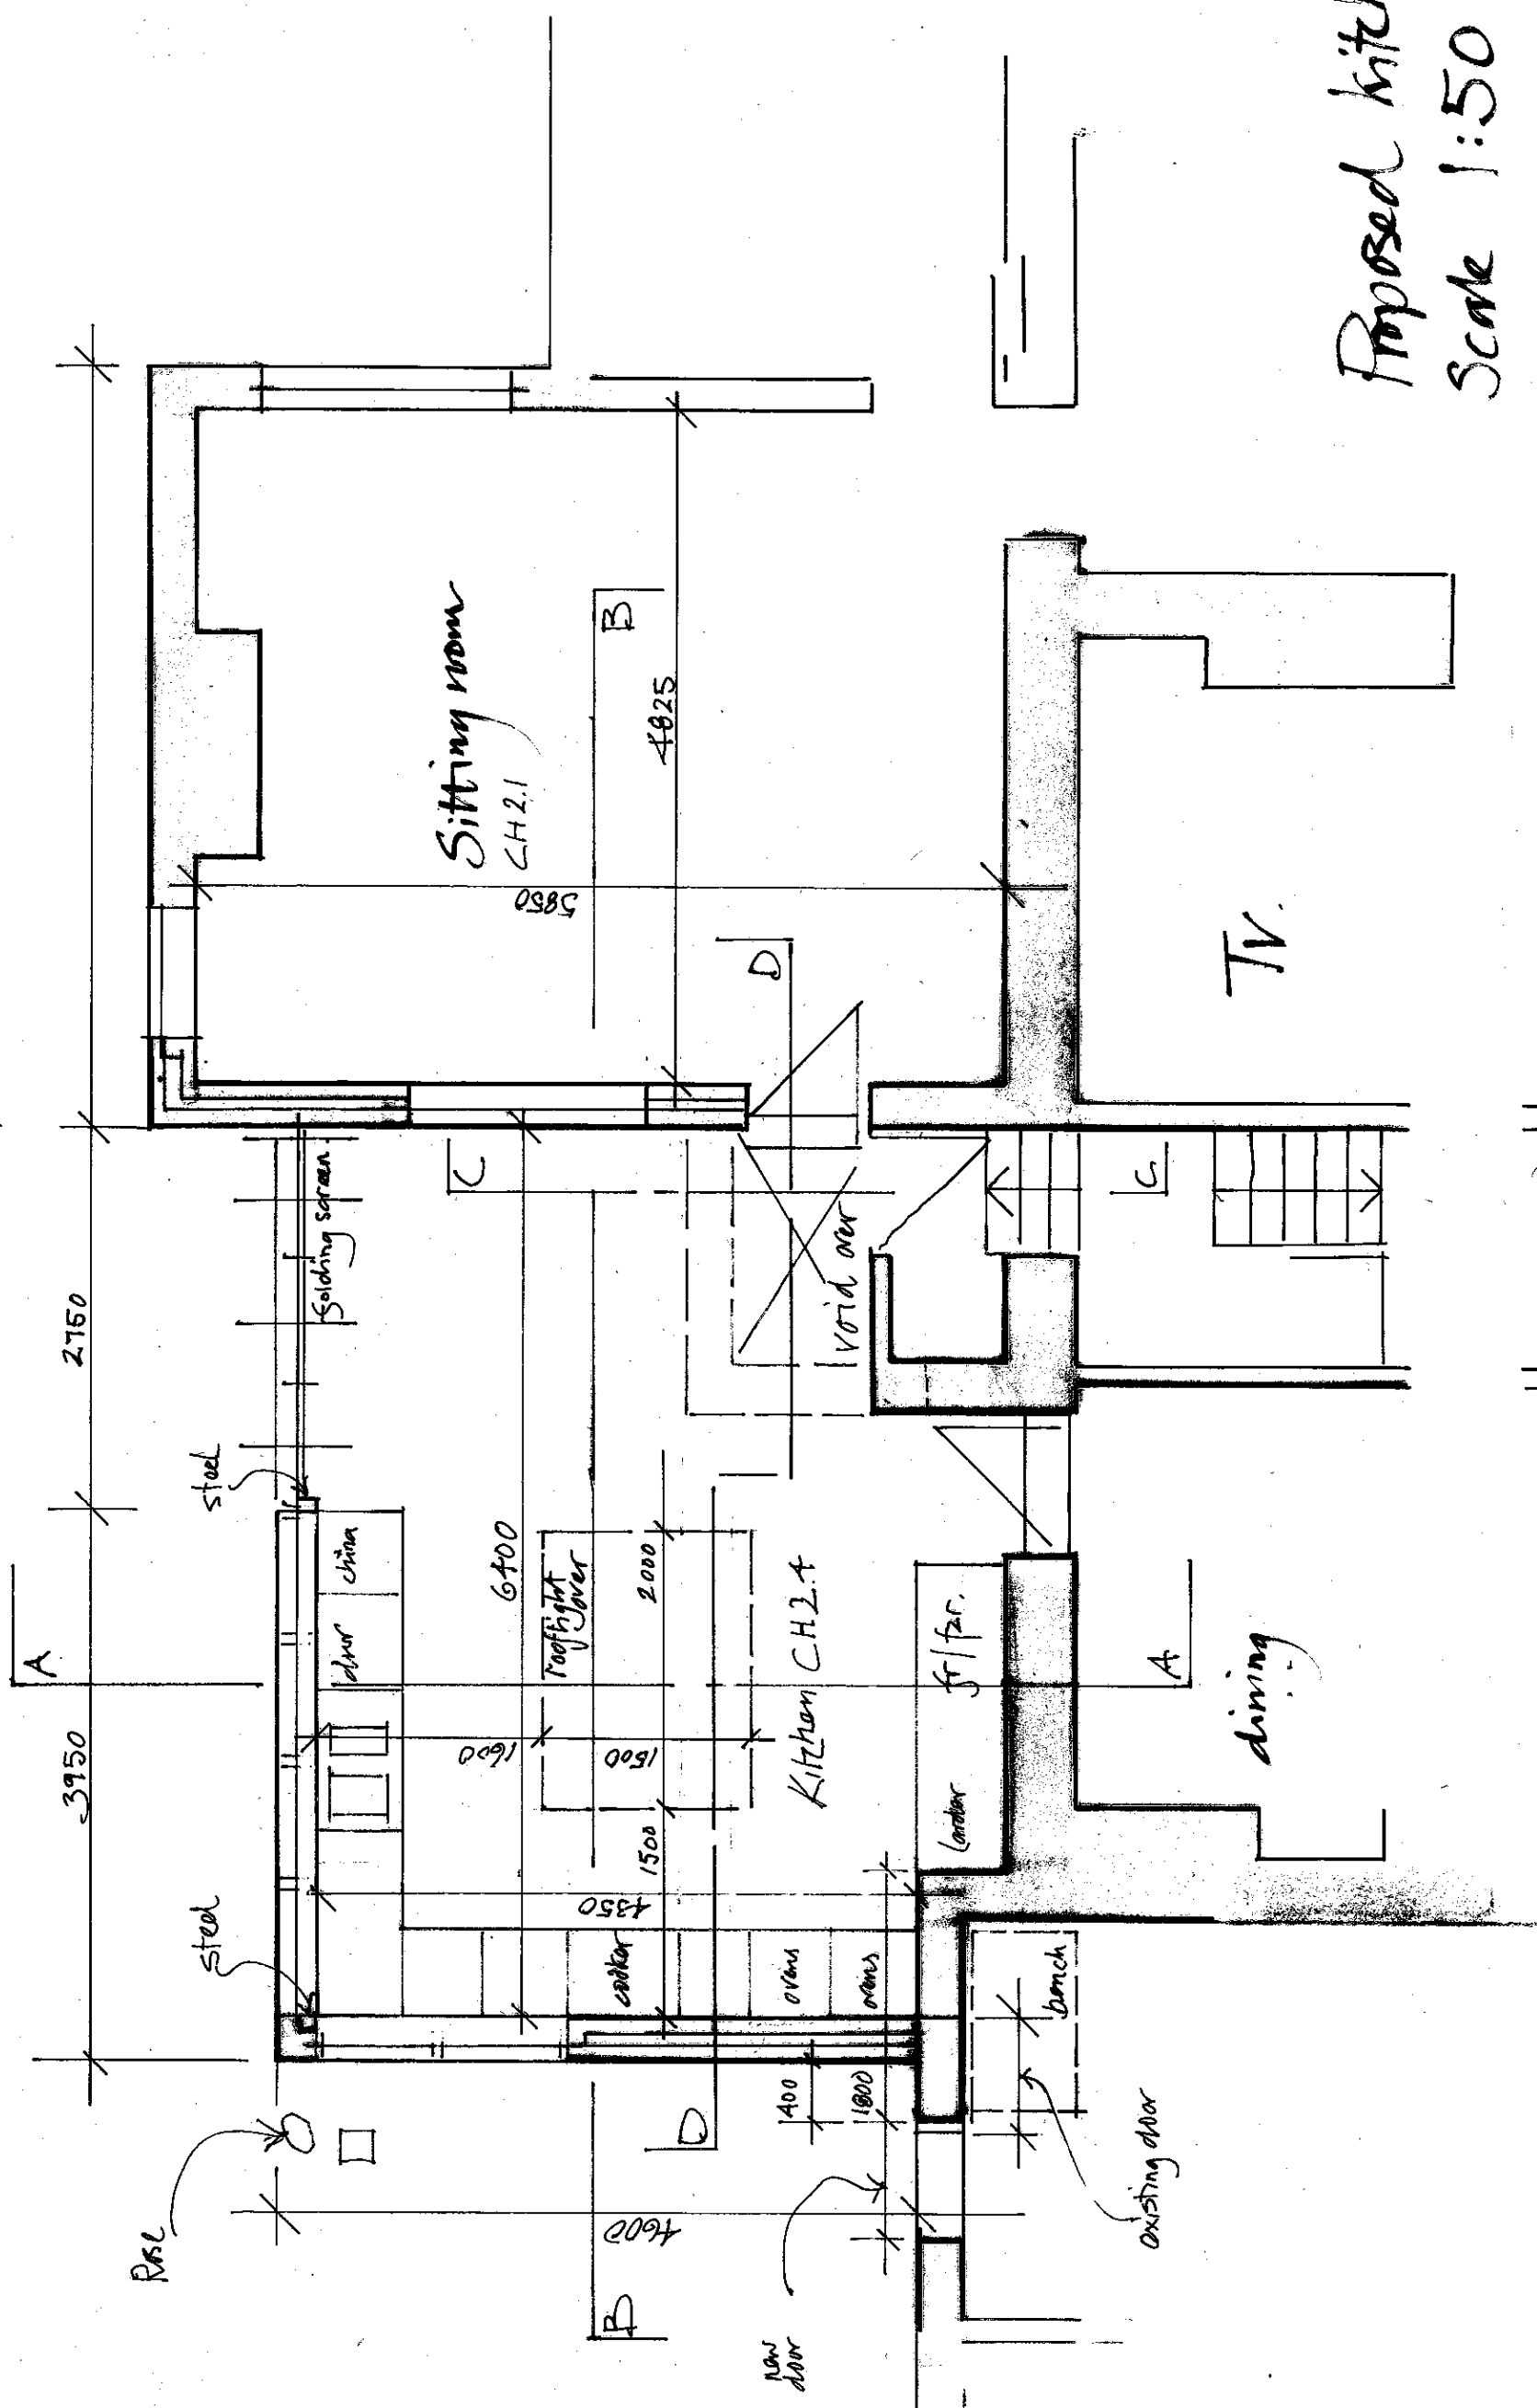 Rose
steel
steel
3950
2750
A
folding screen
dwr
china
Sitting room
CH 2.1
5850
4825
B
6400
rooflight
over
1600
1500
2000
1500
4350
Kitchen CH 2.4
cooker
ovens
ovens
larder
fr/fzr.
void over
C
C
D
D
B
4600
400
1800
new
door
existing door
bench
A
dining
TV.
Proposed
Scale 1:50